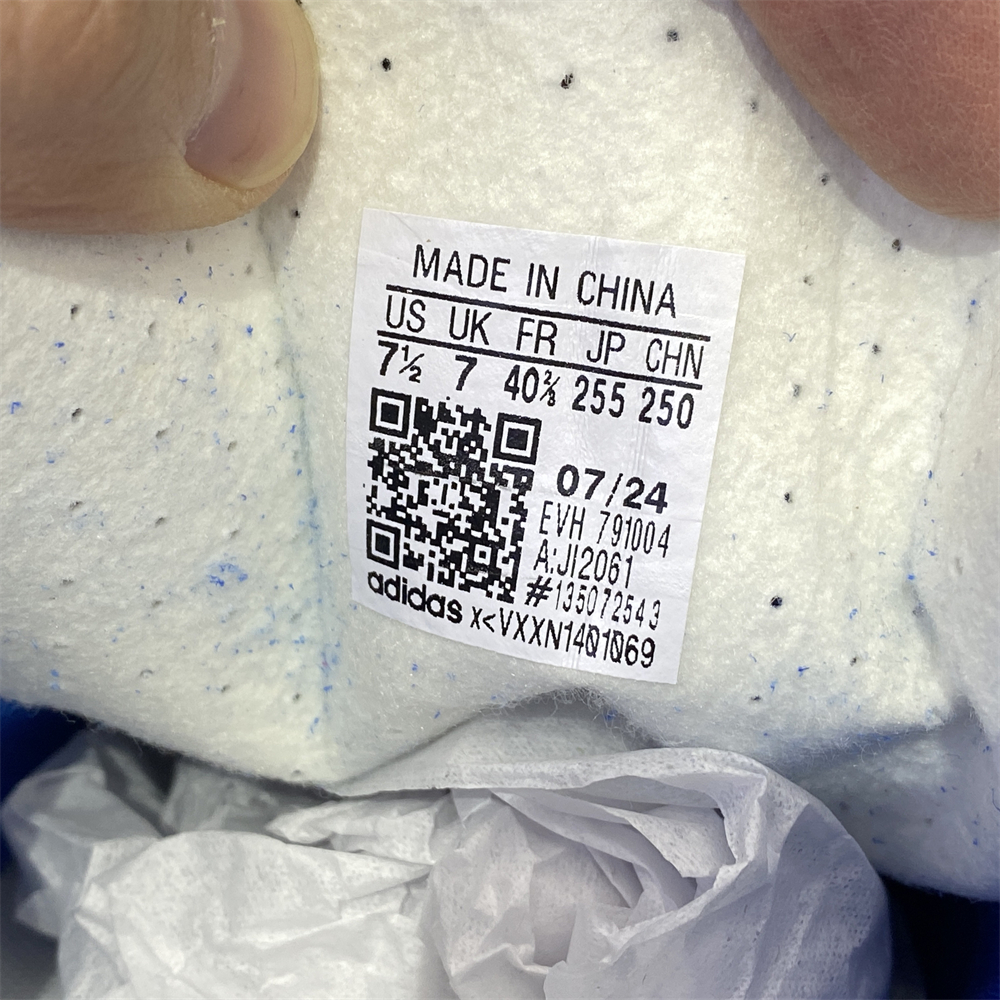 MADE IN CHINA
US UK FR JP CHN
7½ 7 40⅔ 255 250
07/24
EVH 791004
A:JI2061
#135072543
adidas X<VXXN1401069